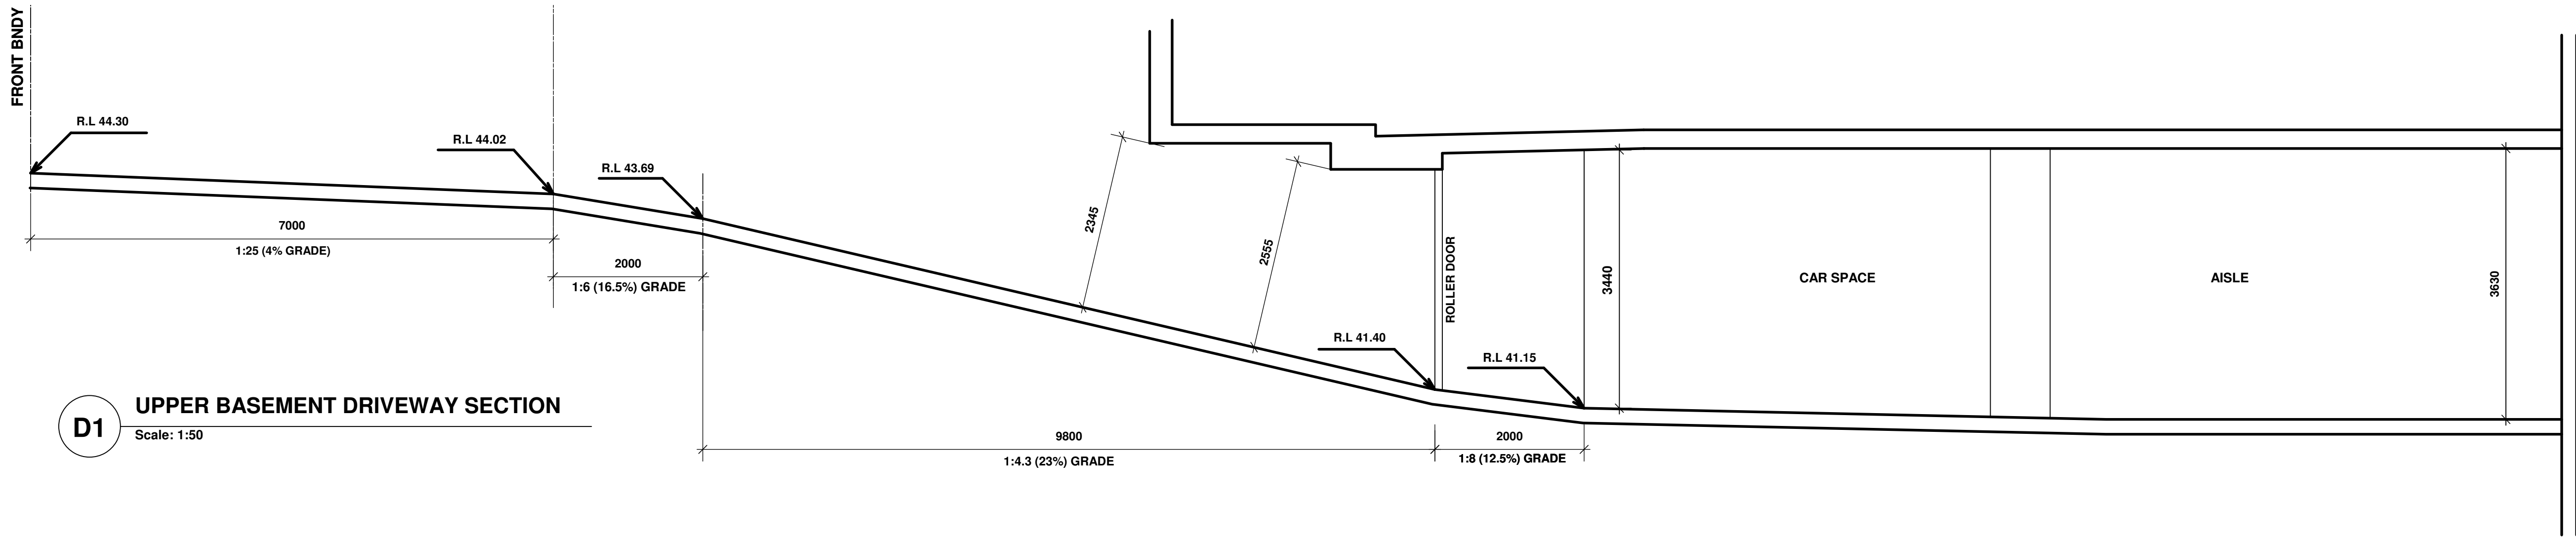 FRONT BNDY
R.L 44.30
R.L 44.02
R.L 43.69
7000
1:25 (4% GRADE)
2000
1:6 (16.5%) GRADE
2345
2555
ROLLER DOOR
3440
CAR SPACE
AISLE
3630
R.L 41.40
R.L 41.15
D1
UPPER BASEMENT DRIVEWAY SECTION
Scale: 1:50
9800
1:4.3 (23%) GRADE
2000
1:8 (12.5%) GRADE